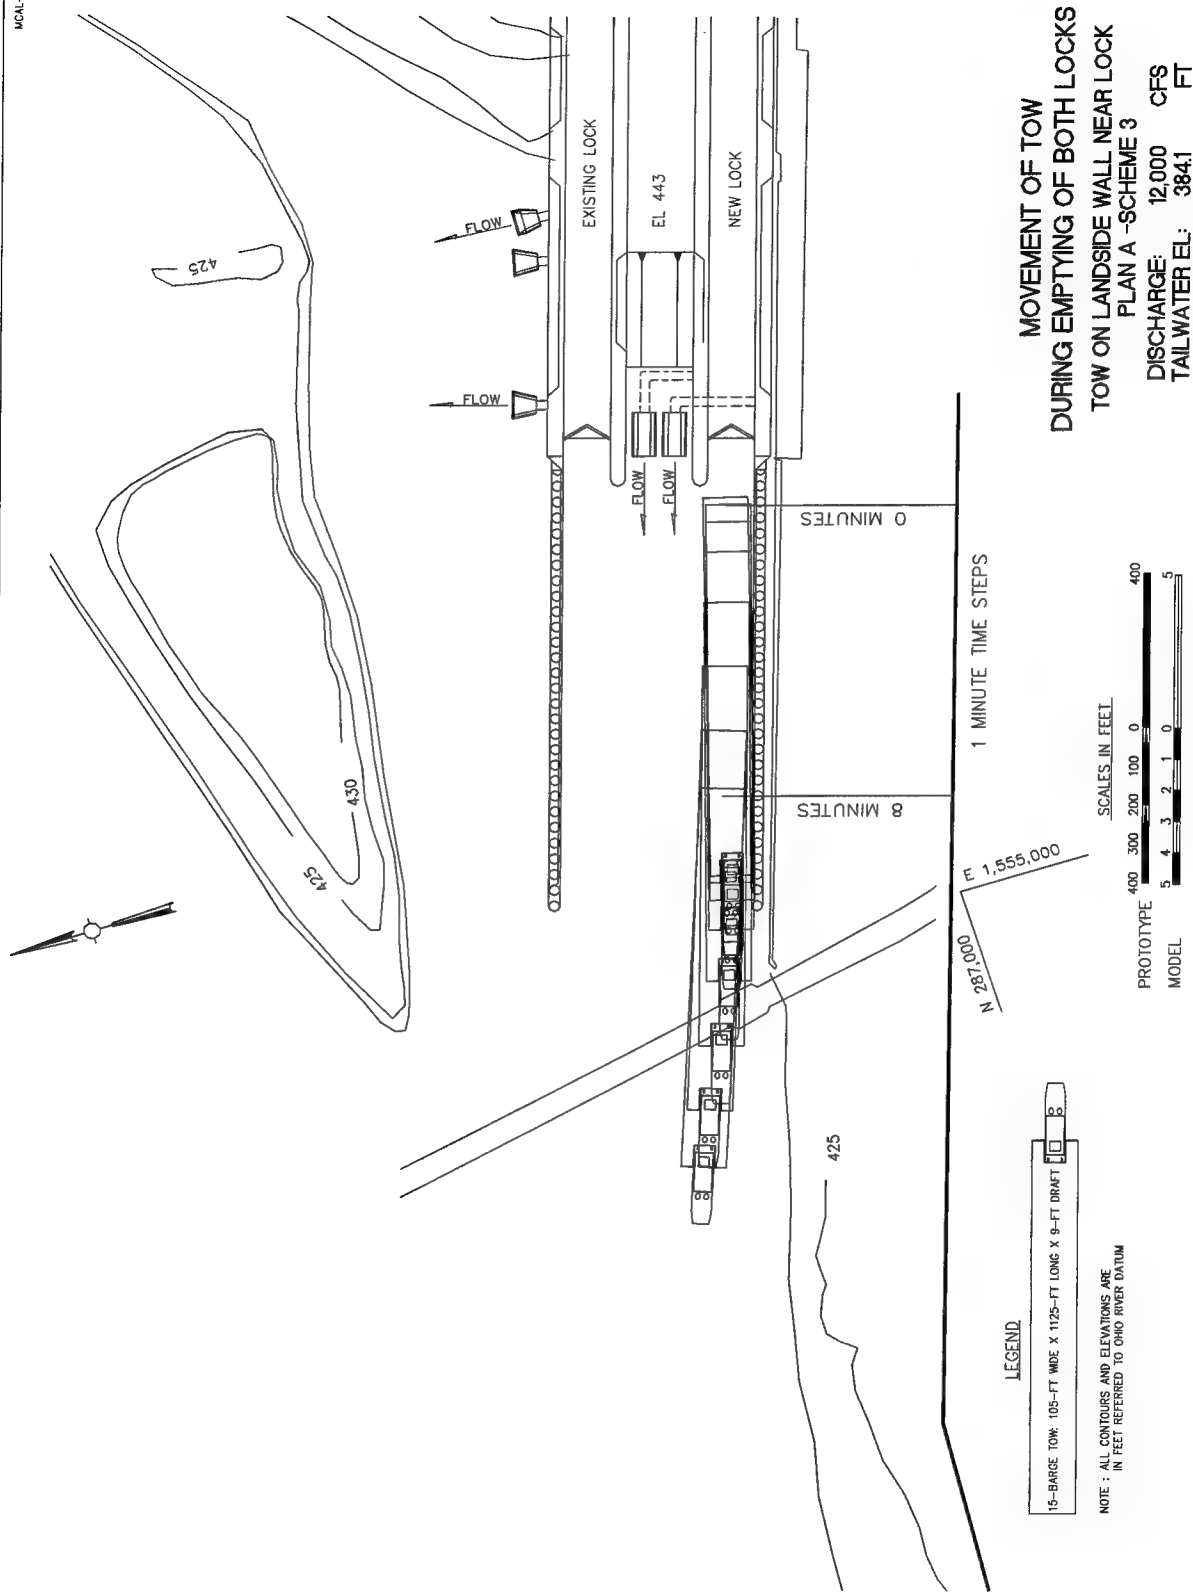 MCAL-
425
FLOW
FLOW
EXISTING LOCK
EL 443
NEW LOCK
FLOW
FLOW
430
425
0 MINUTES
8 MINUTES
1 MINUTE TIME STEPS
E 1,555,000
N 287,000
425
MOVEMENT OF TOW
DURING EMPTYING OF BOTH LOCKS
TOW ON LANDSIDE WALL NEAR LOCK
PLAN A -SCHEME 3
DISCHARGE: 12,000 CFS
TAILWATER EL: 384.1 FT
SCALES IN FEET
PROTOTYPE 400 300 200 100 0 400
MODEL 5 4 3 2 1 0 5
LEGEND
15-BARGE TOW: 105-FT WIDE X 1125-FT LONG X 9-FT DRAFT
NOTE : ALL CONTOURS AND ELEVATIONS ARE
IN FEET REFERRED TO OHIO RIVER DATUM